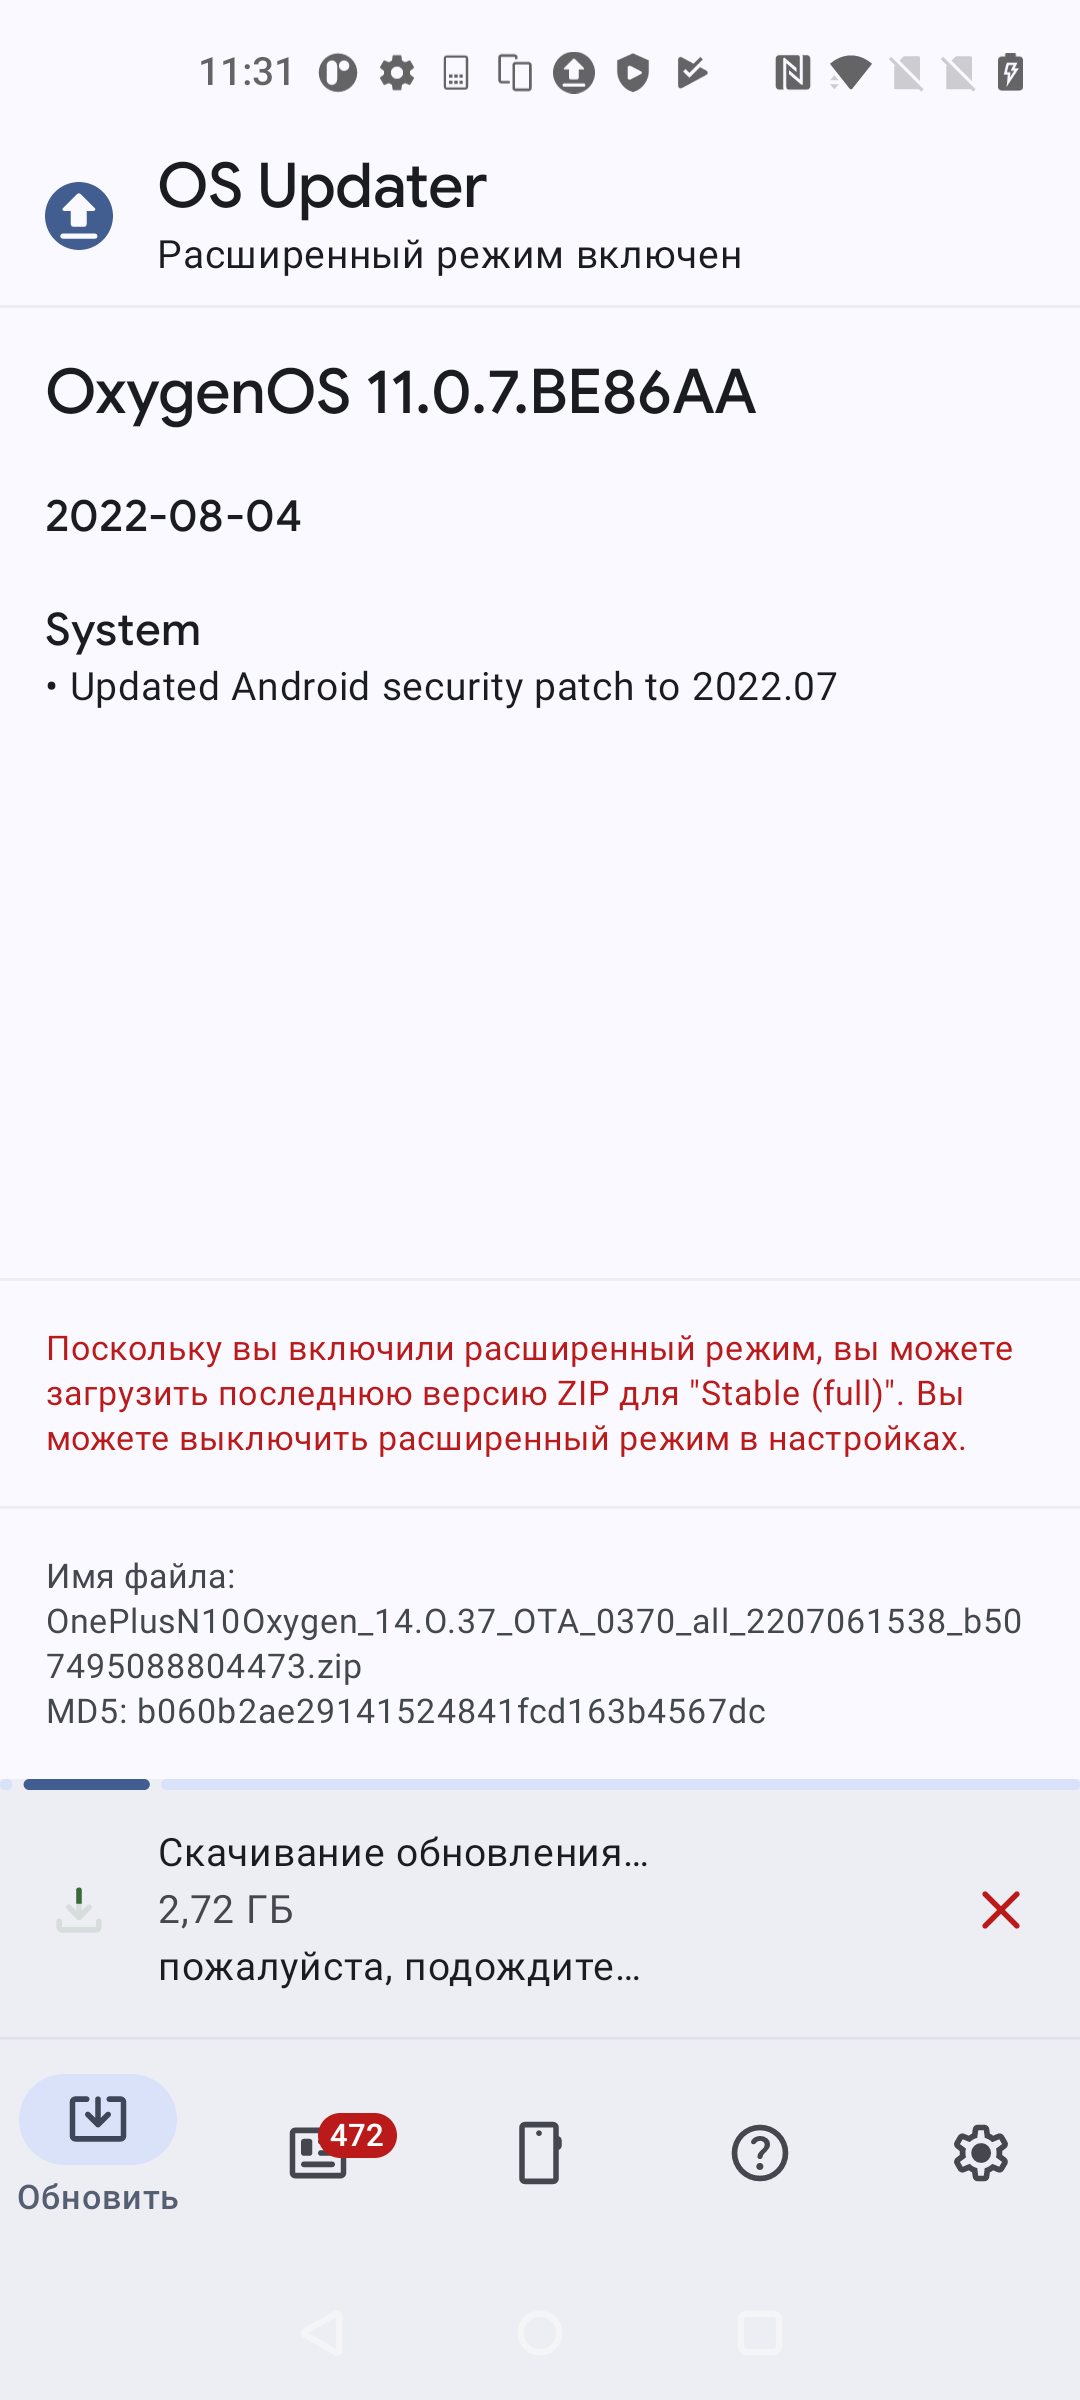 11:31
OS Updater
Расширенный режим включен
OxygenOS 11.0.7.BE86AA
2022-08-04
System
• Updated Android security patch to 2022.07
Поскольку вы включили расширенный режим, вы можете
загрузить последнюю версию ZIP для "Stable (full)". Вы
можете выключить расширенный режим в настройках.
Имя файла:
OnePlusN10Oxygen_14.O.37_OTA_0370_all_2207061538_b50
7495088804473.zip
MD5: b060b2ae29141524841fcd163b4567dc
Скачивание обновления…
2,72 ГБ
пожалуйста, подождите…
472
Обновить